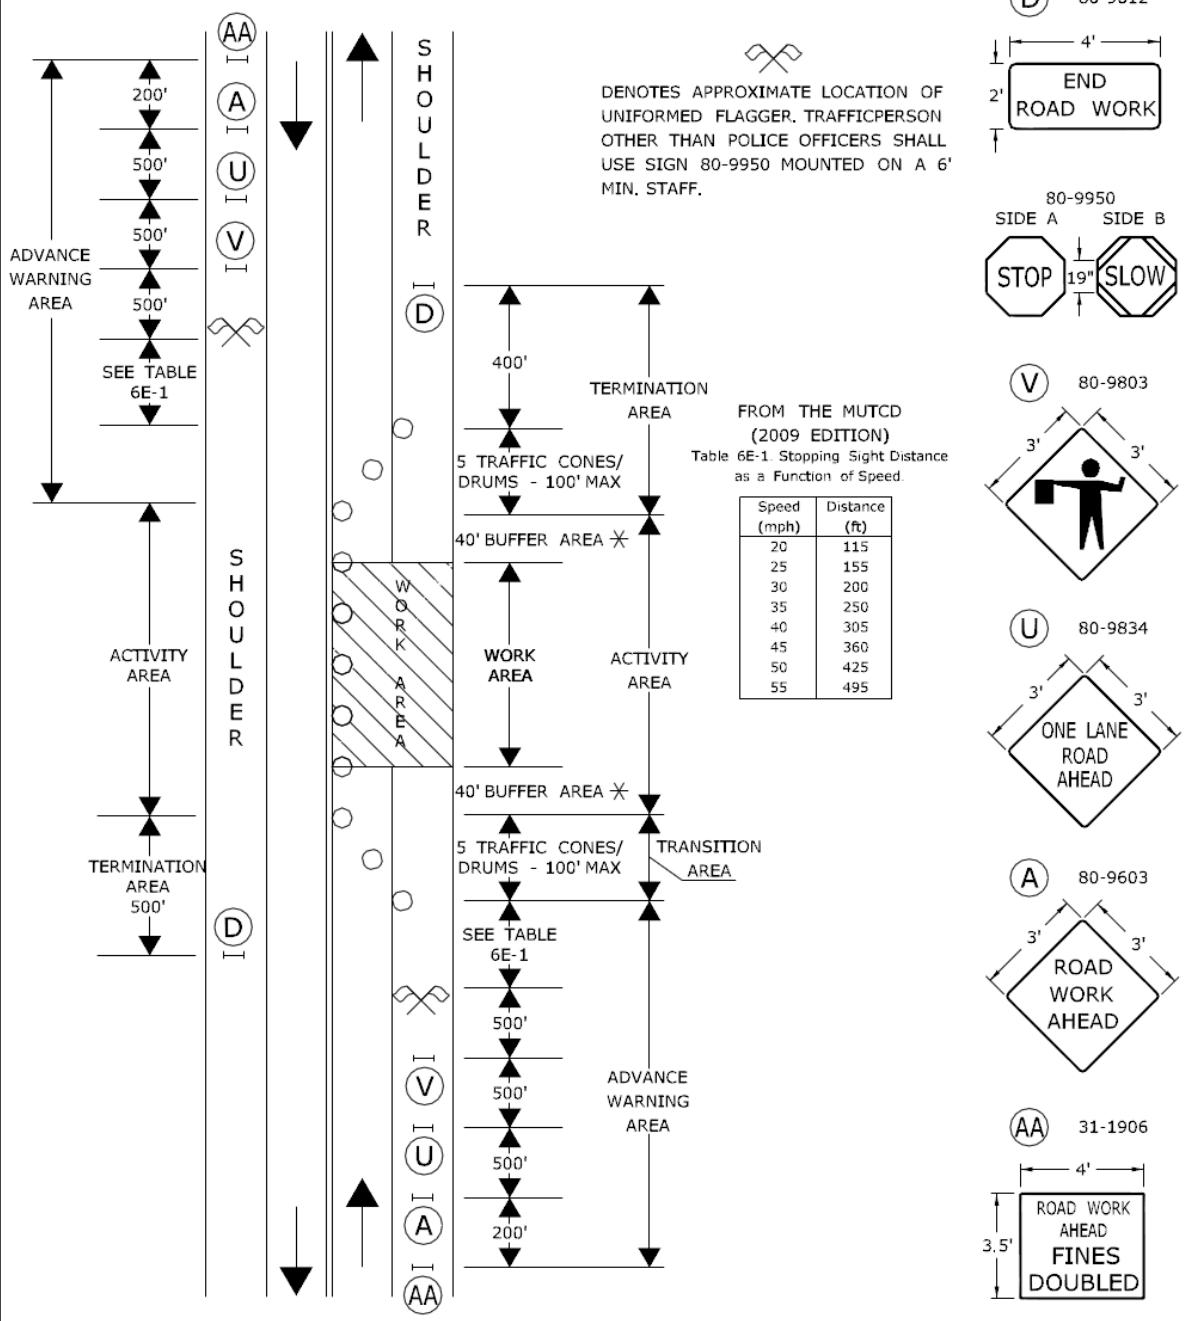 AA
A
U
V
200'
500'
500'
500'
SEE TABLE
6E-1
ADVANCE
WARNING
AREA
ACTIVITY
AREA
TERMINATION
AREA
500'
D
SHOULDER
SHOULDER
D
400'
TERMINATION
AREA
5 TRAFFIC CONES/
DRUMS - 100' MAX
40' BUFFER AREA *
WORK AREA
WORK
AREA
ACTIVITY
AREA
40' BUFFER AREA *
5 TRAFFIC CONES/
DRUMS - 100' MAX
TRANSITION
AREA
SEE TABLE
6E-1
500'
500'
500'
200'
ADVANCE
WARNING
AREA
V
U
A
AA
DENOTES APPROXIMATE LOCATION OF
UNIFORMED FLAGGER. TRAFFICPERSON
OTHER THAN POLICE OFFICERS SHALL
USE SIGN 80-9950 MOUNTED ON A 6'
MIN. STAFF.
FROM THE MUTCD
(2009 EDITION)
Table 6E-1. Stopping Sight Distance
as a Function of Speed.
Speed Distance
(mph) (ft)
20 115
25 155
30 200
35 250
40 305
45 360
50 425
55 495
D
4'
2'
END
ROAD WORK
80-9950
SIDE A SIDE B
STOP 19" SLOW
V 80-9803
3' 3'
U 80-9834
3' 3'
ONE LANE
ROAD
AHEAD
A 80-9603
3' 3'
ROAD
WORK
AHEAD
AA 31-1906
4'
3.5'
ROAD WORK
AHEAD
FINES
DOUBLED